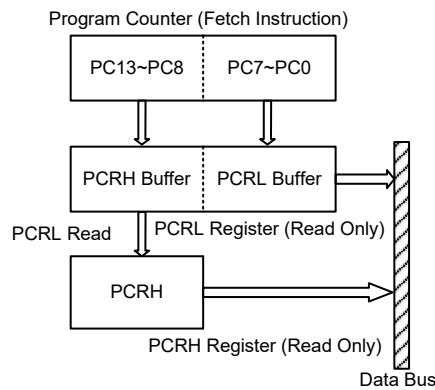 Program Counter (Fetch Instruction)
PC13~PC8 PC7~PC0
PCRH Buffer PCRL Buffer
PCRL Read PCRL Register (Read Only)
PCRH
PCRH Register (Read Only)
Data Bus